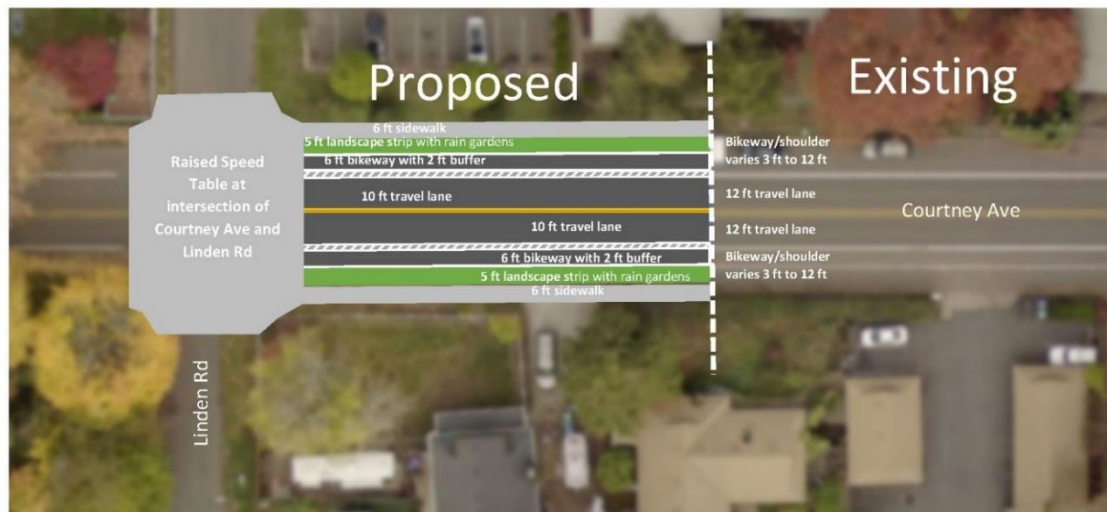 Proposed
Existing
6 ft sidewalk
5 ft landscape strip with rain gardens
6 ft bikeway with 2 ft buffer
10 ft travel lane
10 ft travel lane
6 ft bikeway with 2 ft buffer
5 ft landscape strip with rain gardens
6 ft sidewalk
Raised Speed
Table at
intersection of
Courtney Ave and
Linden Rd
Bikeway/shoulder
varies 3 ft to 12 ft
12 ft travel lane
Courtney Ave
12 ft travel lane
Bikeway/shoulder
varies 3 ft to 12 ft
Linden Rd